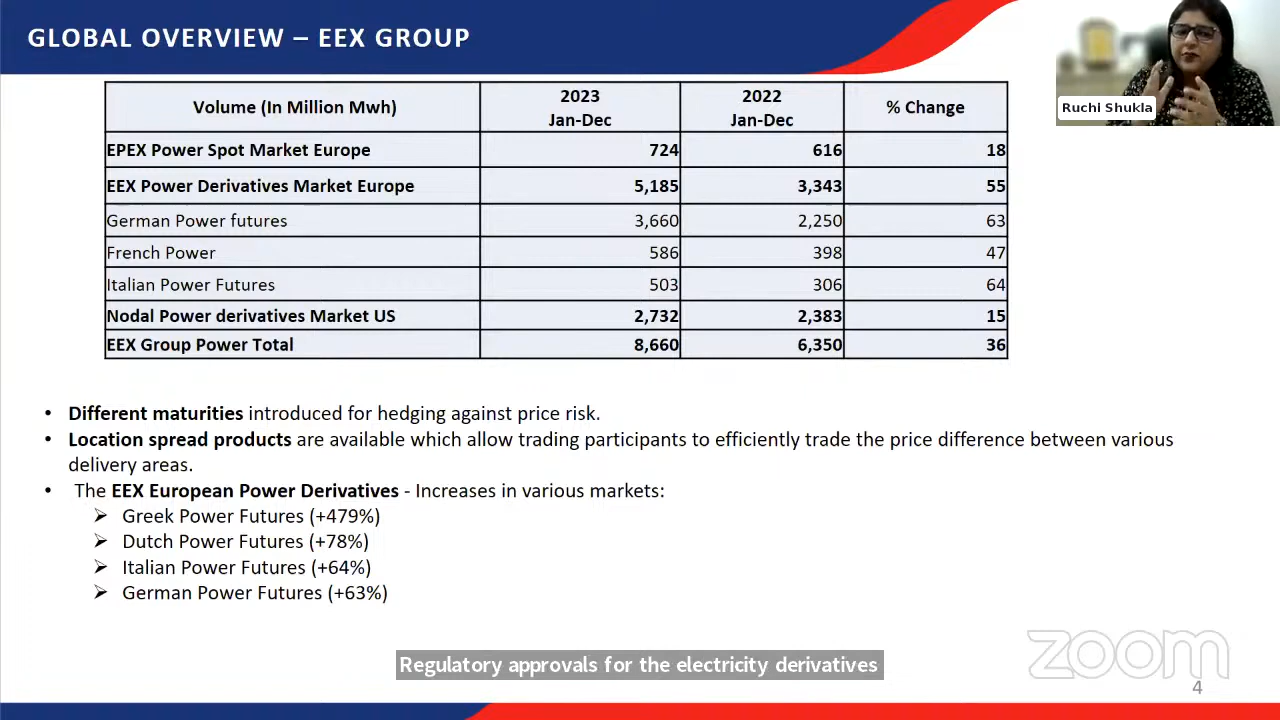 GLOBAL OVERVIEW – EEX GROUP
Ruchi Shukla
Volume (In Million Mwh) 2023 Jan-Dec 2022 Jan-Dec % Change
EPEX Power Spot Market Europe 724 616 18
EEX Power Derivatives Market Europe 5,185 3,343 55
German Power futures 3,660 2,250 63
French Power 586 398 47
Italian Power Futures 503 306 64
Nodal Power derivatives Market US 2,732 2,383 15
EEX Group Power Total 8,660 6,350 36
• Different maturities introduced for hedging against price risk.
• Location spread products are available which allow trading participants to efficiently trade the price difference between various
delivery areas.
• The EEX European Power Derivatives - Increases in various markets:
➢ Greek Power Futures (+479%)
➢ Dutch Power Futures (+78%)
➢ Italian Power Futures (+64%)
➢ German Power Futures (+63%)
Regulatory approvals for the electricity derivatives
zoom
4